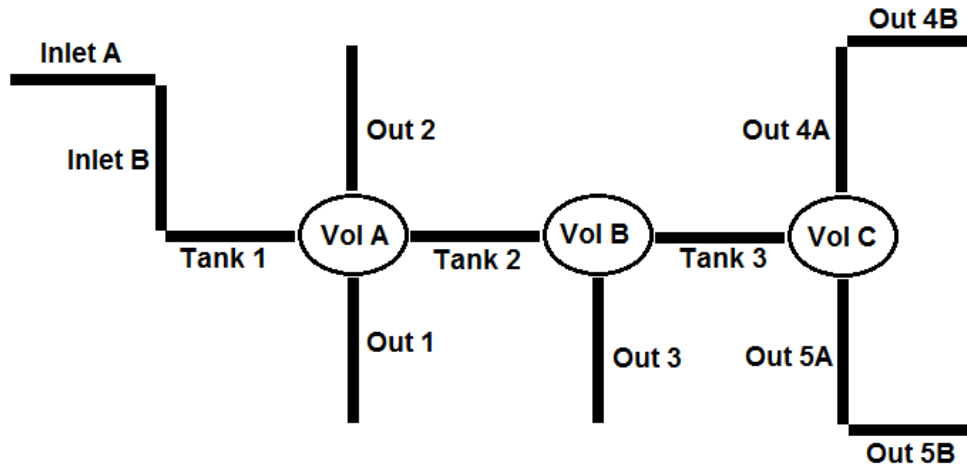 Out 4B
Inlet A
Out 2
Out 4A
Inlet B
Vol A
Vol B
Vol C
Tank 1
Tank 2
Tank 3
Out 1
Out 3
Out 5A
Out 5B